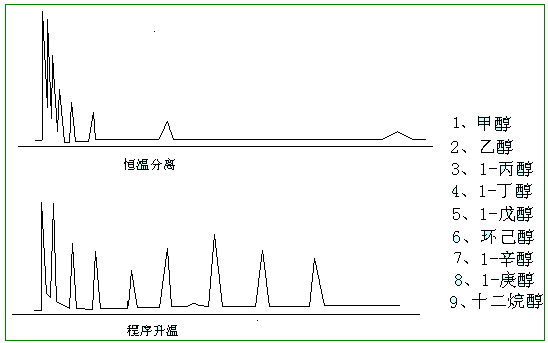 恒温分离
程序升温
1、甲醇
2、乙醇
3、1-丙醇
4、1-丁醇
5、1-戊醇
6、环己醇
7、1-辛醇
8、1-庚醇
9、十二烷醇